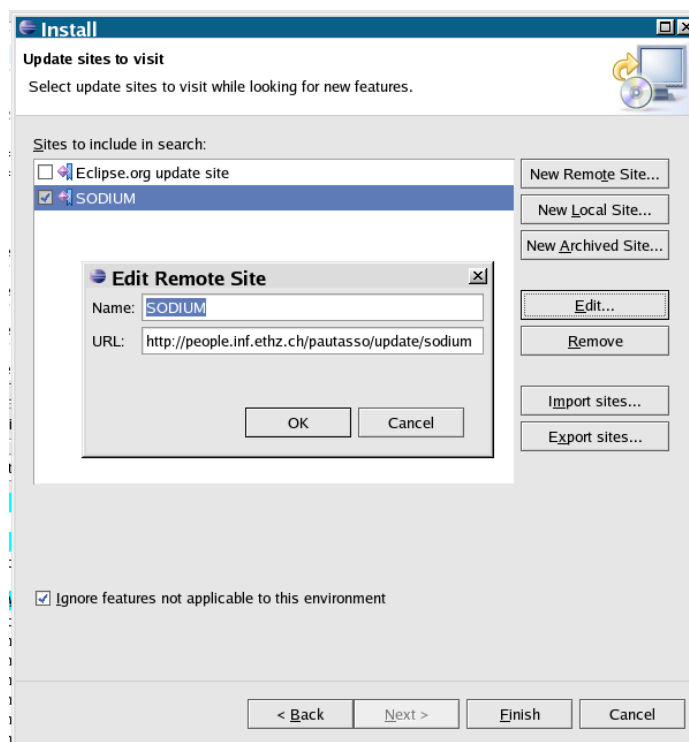 Install
Update sites to visit
Select update sites to visit while looking for new features.
Sites to include in search:
Eclipse.org update site
SODIUM
New Remote Site...
New Local Site...
New Archived Site...
Edit...
Remove
Import sites...
Export sites...
Edit Remote Site
Name: SODIUM
URL: http://people.inf.ethz.ch/pautasso/update/sodium
OK Cancel
Ignore features not applicable to this environment
< Back Next > Finish Cancel